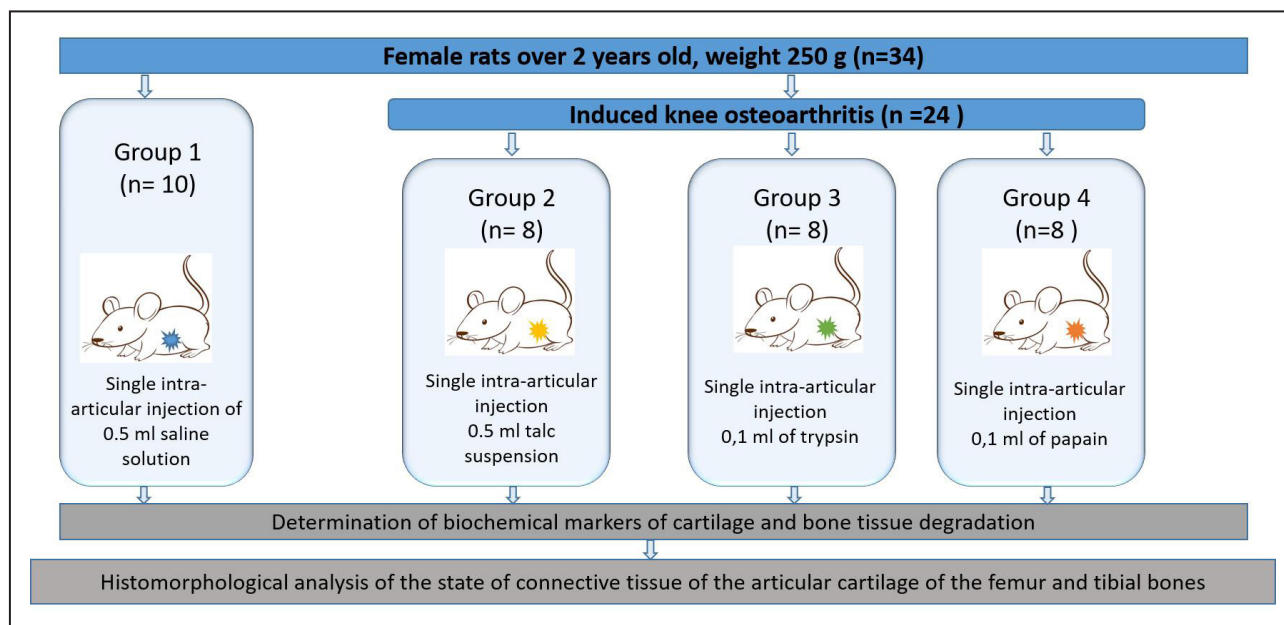 Female rats over 2 years old, weight 250 g (n=34)
Induced knee osteoarthritis (n =24 )
Group 1
(n= 10)
Single intra-
articular injection of
0.5 ml saline
solution
Group 2
(n= 8)
Single intra-articular
injection
0.5 ml talc
suspension
Group 3
(n= 8)
Single intra-articular
injection
0,1 ml of trypsin
Group 4
(n=8 )
Single intra-articular
injection
0,1 ml of papain
Determination of biochemical markers of cartilage and bone tissue degradation
Histomorphological analysis of the state of connective tissue of the articular cartilage of the femur and tibial bones